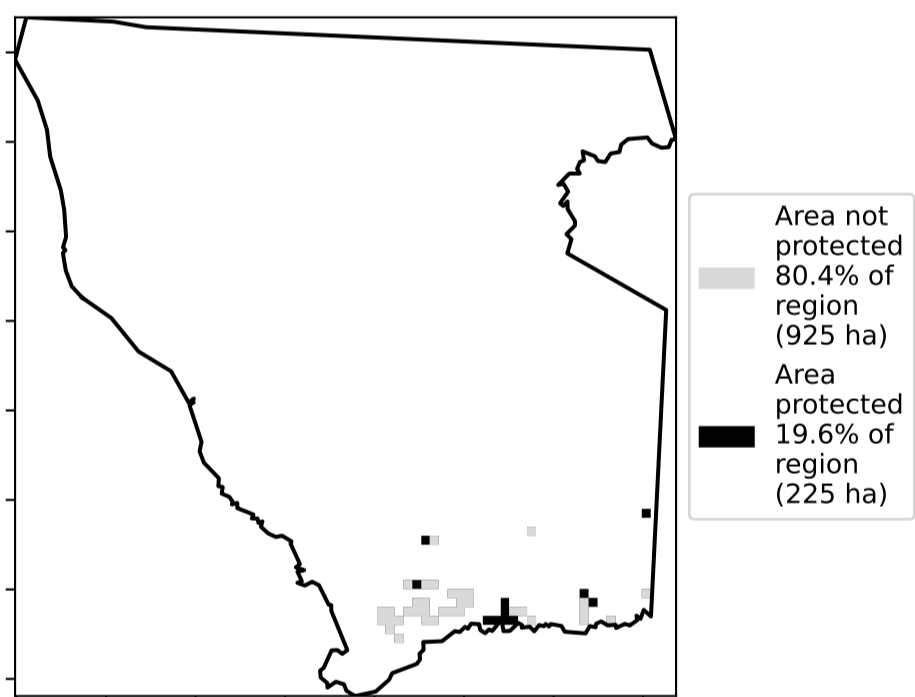 Area not
protected
80.4% of
region
(925 ha)
Area
protected
19.6% of
region
(225 ha)